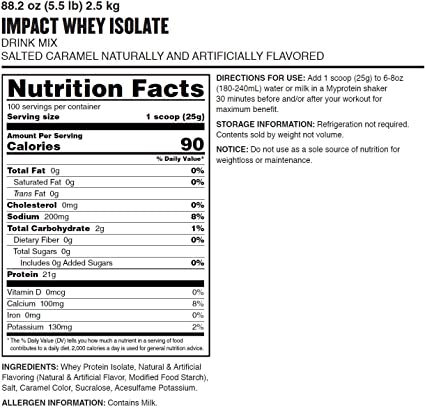 88.2 oz (5.5 lb) 2.5 kg
IMPACT WHEY ISOLATE
DRINK MIX
SALTED CARAMEL NATURALLY AND ARTIFICIALLY FLAVORED
Nutrition Facts
100 servings per container
Serving size 1 scoop (25g)
Amount Per Serving
Calories 90
% Daily Value*
Total Fat 0g 0%
Saturated Fat 0g 0%
Trans Fat 0g
Cholesterol 0mg 0%
Sodium 200mg 8%
Total Carbohydrate 2g 1%
Dietary Fiber 0g 0%
Total Sugars 0g
Includes 0g Added Sugars 0%
Protein 21g
Vitamin D 0mcg 0%
Calcium 100mg 8%
Iron 0mg 0%
Potassium 130mg 2%
* The % Daily Value (DV) tells you how much a nutrient in a serving of food
contributes to a daily diet. 2,000 calories a day is used for general nutrition advice.
INGREDIENTS: Whey Protein Isolate, Natural & Artificial
Flavoring (Natural & Artificial Flavor, Modified Food Starch),
Salt, Caramel Color, Sucralose, Acesulfame Potassium.
ALLERGEN INFORMATION: Contains Milk.
DIRECTIONS FOR USE: Add 1 scoop (25g) to 6-8oz
(180-240mL) water or milk in a Myprotein shaker
30 minutes before and/or after your workout for
maximum benefit.
STORAGE INFORMATION: Refrigeration not required.
Contents sold by weight not volume.
NOTICE: Do not use as a sole source of nutrition for
weightloss or maintenance.